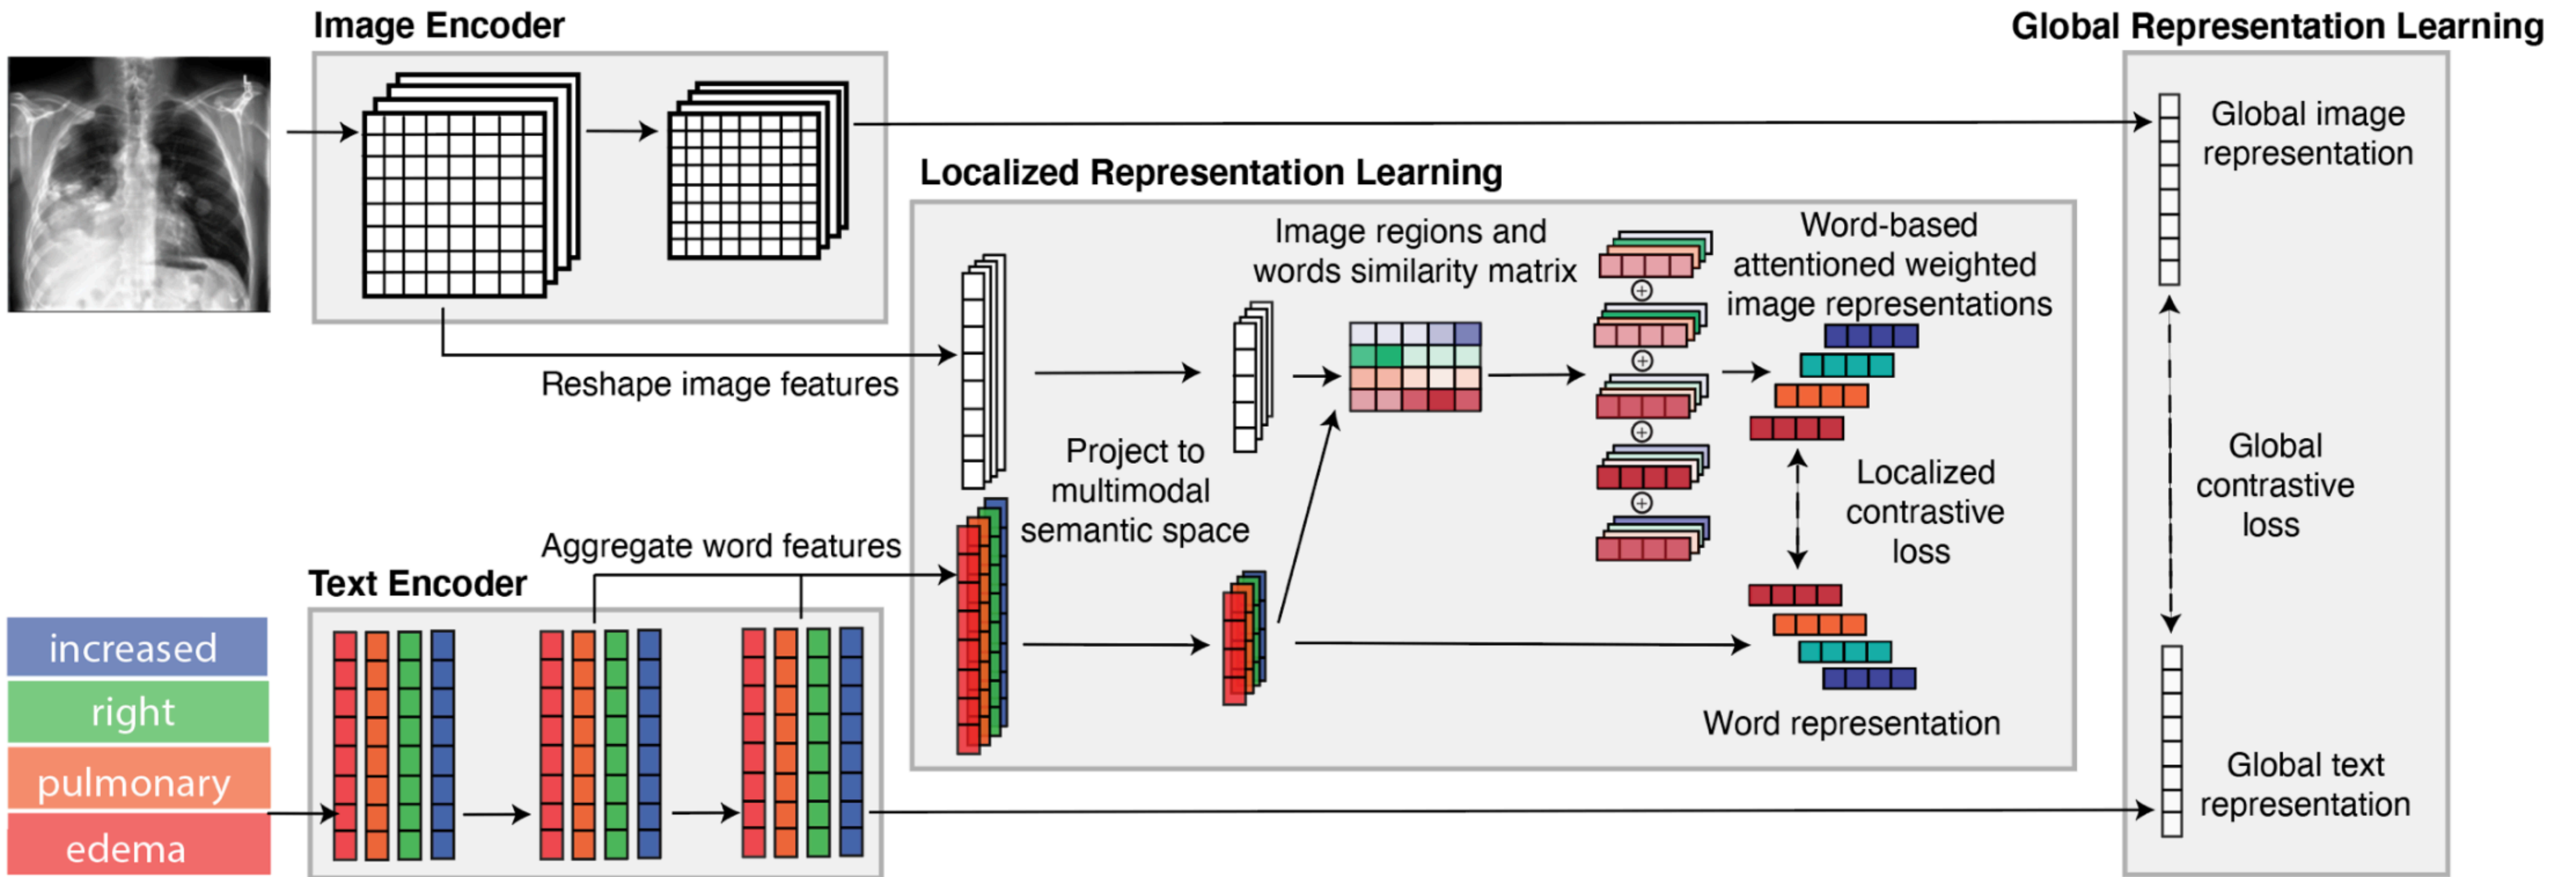 Image Encoder
Global Representation Learning
L
Global image
representation
Localized Representation Learning
Image regions and
words similarity matrix
Word-based
attentioned weighted
image representations
Reshape image features
Project to
multimodal
semantic space
Localized
contrastive
loss
Global
contrastive
loss
Aggregate word features
Text Encoder
increased
right
pulmonary
edema
Word representation
Global text
representation